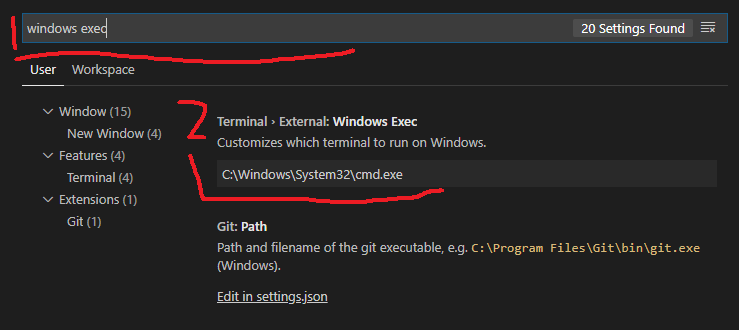 1
windows exec
20 Settings Found
User Workspace
Window (15)
New Window (4)
Features (4)
Terminal (4)
Extensions (1)
Git (1)
2
Terminal › External: Windows Exec
Customizes which terminal to run on Windows.
C:\Windows\System32\cmd.exe
Git: Path
Path and filename of the git executable, e.g. C:\Program Files\Git\bin\git.exe
(Windows).
Edit in settings.json